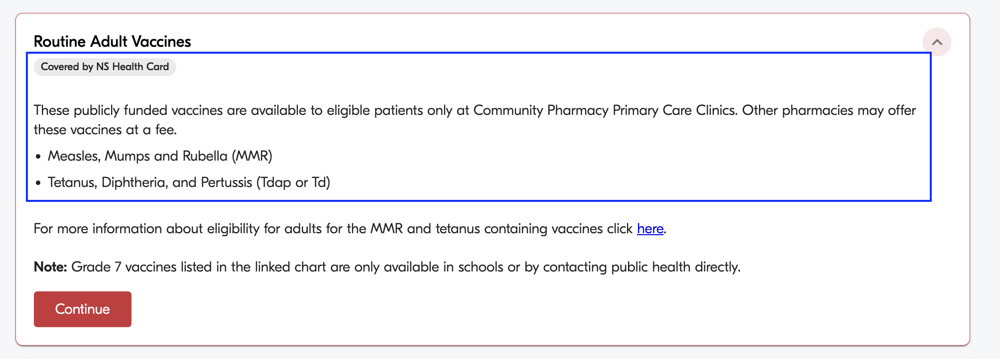 Routine Adult Vaccines
Covered by NS Health Card
These publicly funded vaccines are available to eligible patients only at Community Pharmacy Primary Care Clinics. Other pharmacies may offer
these vaccines at a fee.
• Measles, Mumps and Rubella (MMR)
• Tetanus, Diphtheria, and Pertussis (Tdap or Td)
For more information about eligibility for adults for the MMR and tetanus containing vaccines click here.
Note: Grade 7 vaccines listed in the linked chart are only available in schools or by contacting public health directly.
Continue